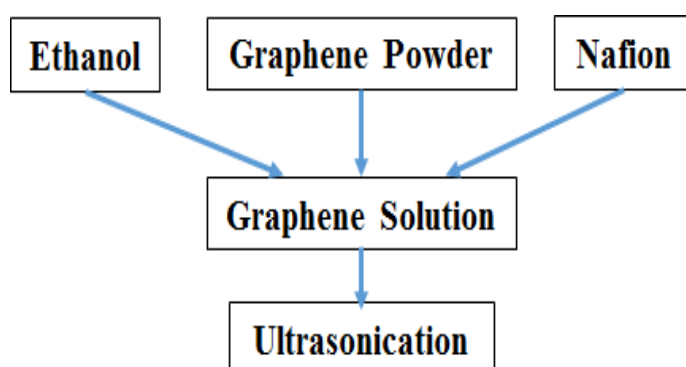 Ethanol
Graphene Powder
Nafion
Graphene Solution
Ultrasonication